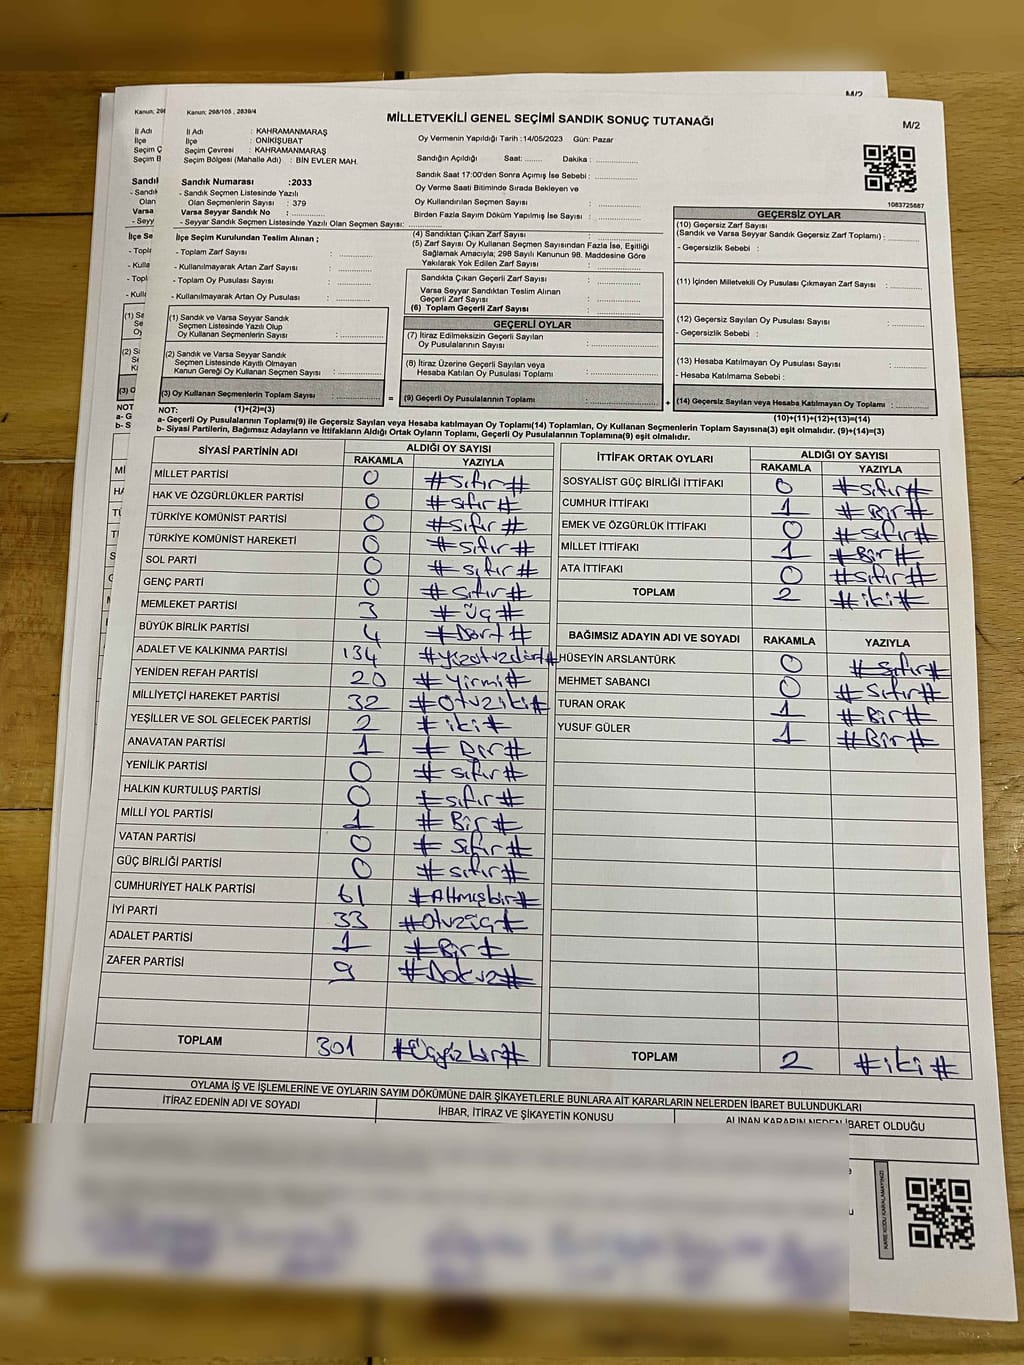 M/2
Kanun: 298/105 , 2839/4
MİLLETVEKİLİ GENEL SEÇİMİ SANDIK SONUÇ TUTANAĞI
M/2
İl Adı : KAHRAMANMARAŞ
İlçe : ONİKİŞUBAT
Seçim Çevresi : KAHRAMANMARAŞ
Seçim Bölgesi (Mahalle Adı) : BİN EVLER MAH.
Oy Vermenin Yapıldığı Tarih :14/05/2023 Gün: Pazar
Sandığın Açıldığı Saat: ........ Dakika : ................
Sandık Saat 17:00'den Sonra Açımış İse Sebebi : ................
Oy Verme Saati Bitiminde Sırada Bekleyen ve
Oy Kullandırılan Seçmen Sayısı : ................
Birden Fazla Sayım Döküm Yapılmış İse Sayısı : ................
1083725887
Sandık Numarası :2033
- Sandık Seçmen Listesinde Yazılı
Olan Seçmenlerin Sayısı : 379
Varsa Seyyar Sandık No : ..............
- Seyyar Sandık Seçmen Listesinde Yazılı Olan Seçmen Sayısı: ..............
İlçe Seçim Kurulundan Teslim Alınan ;
- Toplam Zarf Sayısı : ..............
- Kullanılmayarak Artan Zarf Sayısı : ..............
- Toplam Oy Pusulası Sayısı : ..............
- Kullanılmayarak Artan Oy Pusulası : ..............
(1) Sandık ve Varsa Seyyar Sandık
Seçmen Listesinde Yazılı Olup
Oy Kullanan Seçmenlerin Sayısı : ................
(2) Sandık ve Varsa Seyyar Sandık
Seçmen Listesinde Kayıtlı Olmayan
Kanun Gereği Oy Kullanan Seçmen Sayısı : ................
(3) Oy Kullanan Seçmenlerin Toplam Sayısı : ................
(4) Sandıktan Çıkan Zarf Sayısı : ................
(5) Zarf Sayısı Oy Kullanan Seçmen Sayısından Fazla İse, Eşitliği
Sağlamak Amacıyla; 298 Sayılı Kanunun 98. Maddesine Göre
Yakılarak Yok Edilen Zarf Sayısı : ................
Sandıkta Çıkan Geçerli Zarf Sayısı : ................
Varsa Seyyar Sandıktan Teslim Alınan
Geçerli Zarf Sayısı : ................
(6) Toplam Geçerli Zarf Sayısı : ................
GEÇERLİ OYLAR
(7) İtiraz Edilmeksizin Geçerli Sayılan
Oy Pusulalarının Sayısı : ................
(8) İtiraz Üzerine Geçerli Sayılan veya
Hesaba Katılan Oy Pusulası Toplamı : ................
= (9) Geçerli Oy Pusulalarının Toplamı : ................
GEÇERSİZ OYLAR
(10) Geçersiz Zarf Sayısı
(Sandık ve Varsa Seyyar Sandık Geçersiz Zarf Toplamı) : ................
- Geçersizlik Sebebi :
(11) İçinden Milletvekili Oy Pusulası Çıkmayan Zarf Sayısı : ................
(12) Geçersiz Sayılan Oy Pusulası Sayısı : ................
- Geçersizlik Sebebi :
(13) Hesaba Katılmayan Oy Pusulası Sayısı : ................
- Hesaba Katılmama Sebebi :
+ (14) Geçersiz Sayılan veya Hesaba Katılmayan Oy Toplamı : ................
NOT: (1)+(2)=(3) (10)+(11)+(12)+(13)=(14)
a- Geçerli Oy Pusulalarının Toplamı(9) ile Geçersiz Sayılan veya Hesaba katılmayan Oy Toplamı(14) Toplamları, Oy Kullanan Seçmenlerin Toplam Sayısına(3) eşit olmalıdır. (9)+(14)=(3)
b- Siyasi Partilerin, Bağımsız Adayların ve İttifakların Aldığı Ortak Oyların Toplamı, Geçerli Oy Pusulalarının Toplamına(9) eşit olmalıdır.
SİYASİ PARTİNİN ADI ALDIĞI OY SAYISI
RAKAMLA YAZIYLA
MİLLET PARTİSİ 0 #sıfır#
HAK VE ÖZGÜRLÜKLER PARTİSİ 0 #sıfır#
TÜRKİYE KOMÜNİST PARTİSİ 0 #sıfır#
TÜRKİYE KOMÜNİST HAREKETİ 0 #sıfır#
SOL PARTİ 0 #sıfır#
GENÇ PARTİ 0 #sıfır#
MEMLEKET PARTİSİ 3 #Üç#
BÜYÜK BİRLİK PARTİSİ 4 #Dört#
ADALET VE KALKINMA PARTİSİ 134 #Yüzotuzdört#
YENİDEN REFAH PARTİSİ 20 #Yirmi#
MİLLİYETÇİ HAREKET PARTİSİ 32 #Otuziki#
YEŞİLLER VE SOL GELECEK PARTİSİ 2 #iki#
ANAVATAN PARTİSİ 1 #Bir#
YENİLİK PARTİSİ 0 #sıfır#
HALKIN KURTULUŞ PARTİSİ 0 #sıfır#
MİLLİ YOL PARTİSİ 1 #Bir#
VATAN PARTİSİ 0 #Sıfır#
GÜÇ BİRLİĞİ PARTİSİ 0 #sıfır#
CUMHURİYET HALK PARTİSİ 61 #Altmışbir#
İYİ PARTİ 33 #Otuzüç#
ADALET PARTİSİ 1 #Bir#
ZAFER PARTİSİ 9 #Dokuz#
TOPLAM 301 #Üçyüzbir#
İTTİFAK ORTAK OYLARI ALDIĞI OY SAYISI
RAKAMLA YAZIYLA
SOSYALİST GÜÇ BİRLİĞİ İTTİFAKI 0 #sıfır#
CUMHUR İTTİFAKI 1 #Bir#
EMEK VE ÖZGÜRLÜK İTTİFAKI 0 #sıfır#
MİLLET İTTİFAKI 1 #Bir#
ATA İTTİFAKI 0 #sıfır#
TOPLAM 2 #iki#
BAĞIMSIZ ADAYIN ADI VE SOYADI RAKAMLA YAZIYLA
HÜSEYİN ARSLANTÜRK 0 #Sıfır#
MEHMET SABANCI 0 #Sıfır#
TURAN ORAK 1 #Bir#
YUSUF GÜLER 1 #Bir#
TOPLAM 2 #iki#
OYLAMA İŞ VE İŞLEMLERİNE VE OYLARIN SAYIM DÖKÜMÜNE DAİR ŞİKAYETLERLE BUNLARA AİT KARARLARIN NELERDEN İBARET BULUNDUKLARI
İTİRAZ EDENİN ADI VE SOYADI İHBAR, İTİRAZ VE ŞİKAYETİN KONUSU ALINAN KARARIN NEDEN İBARET OLDUĞU
KARE KODU KARALAMAYINIZ!